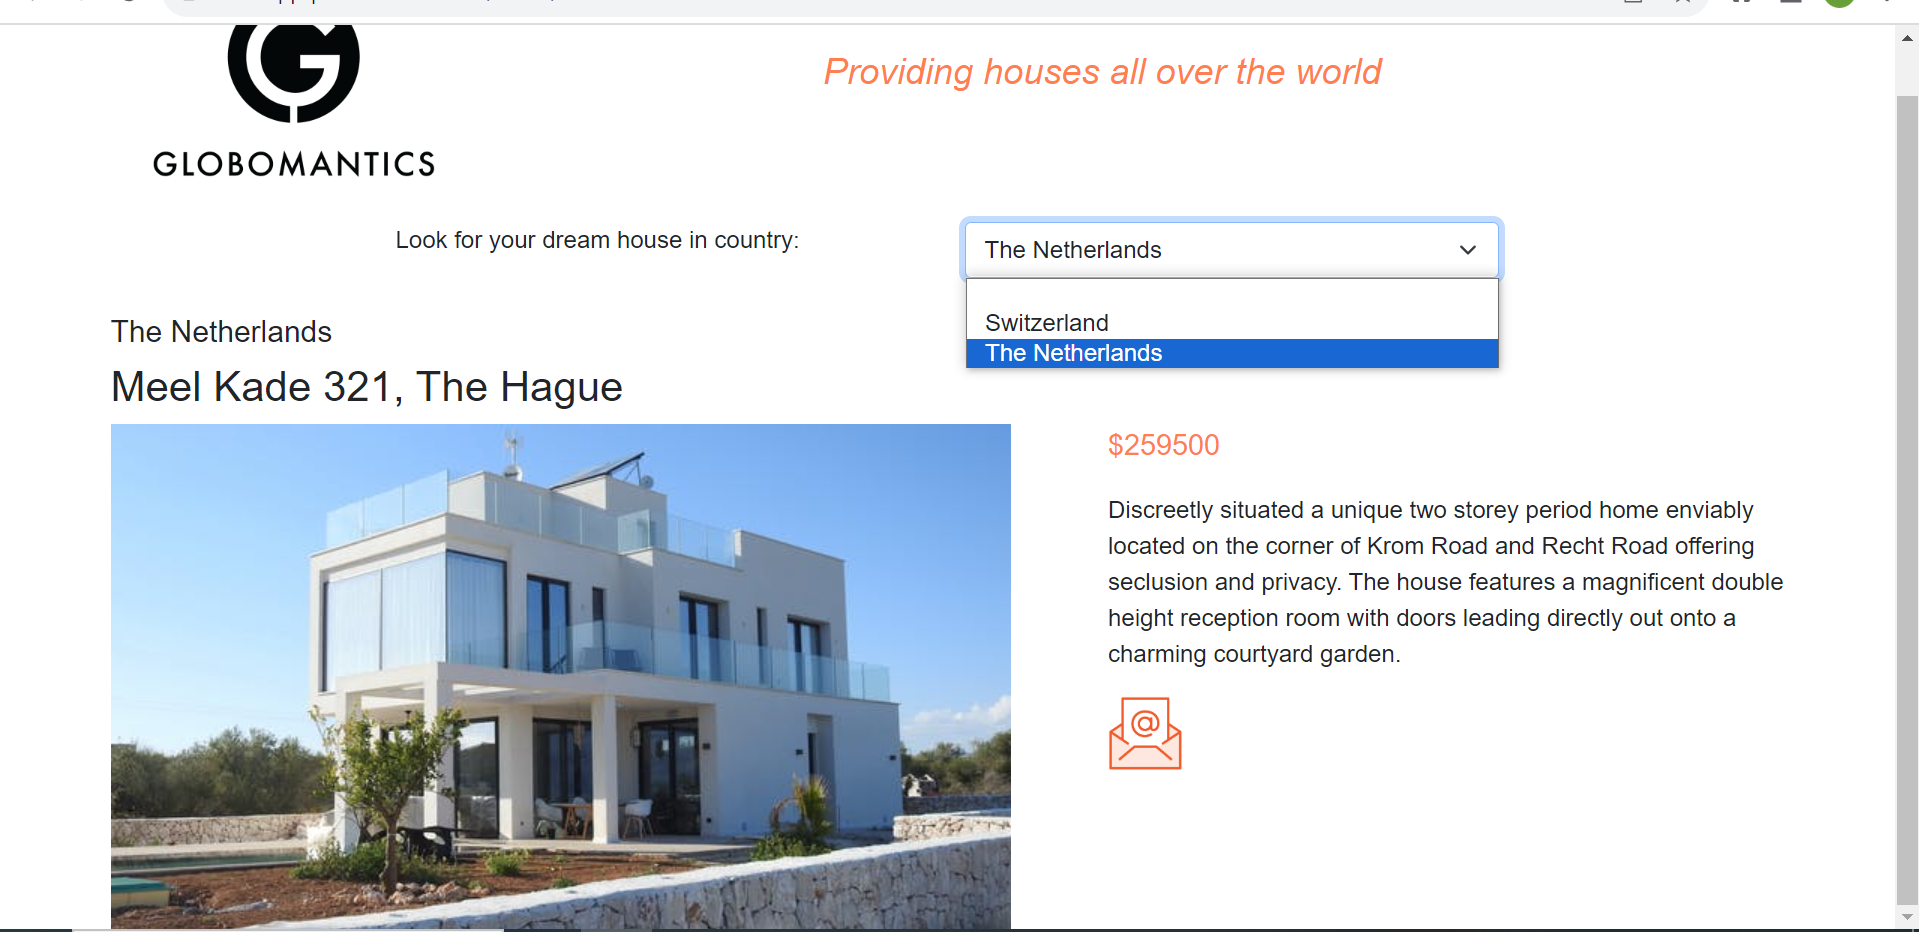 Providing houses all over the world
GLOBOMANTICS
Look for your dream house in country:
The Netherlands
Switzerland
The Netherlands
The Netherlands
Meel Kade 321, The Hague
$259500
Discreetly situated a unique two storey period home enviably
located on the corner of Krom Road and Recht Road offering
seclusion and privacy. The house features a magnificent double
height reception room with doors leading directly out onto a
charming courtyard garden.
@